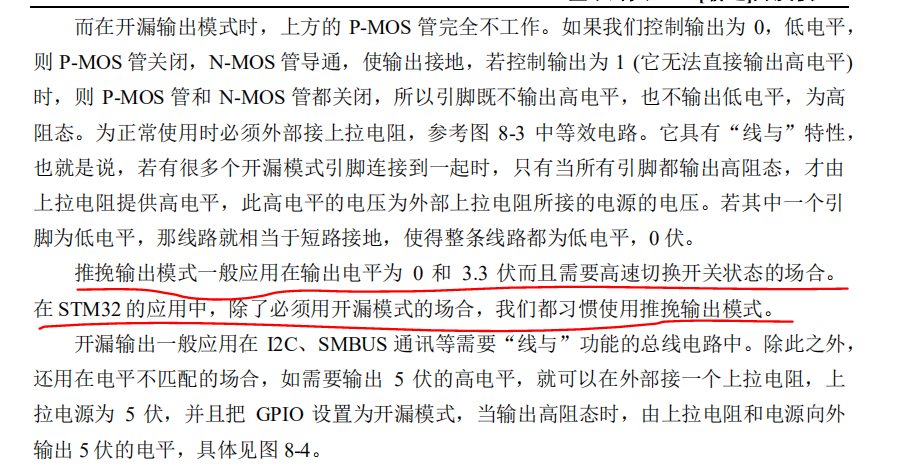 而在开漏输出模式时，上方的 P-MOS 管完全不工作。如果我们控制输出为 0，低电平，
则 P-MOS 管关闭，N-MOS 管导通，使输出接地，若控制输出为 1 (它无法直接输出高电平)
时，则 P-MOS 管和 N-MOS 管都关闭，所以引脚既不输出高电平，也不输出低电平，为高
阻态。为正常使用时必须外部接上拉电阻，参考图 8-3 中等效电路。它具有“线与”特性，
也就是说，若有很多个开漏模式引脚连接到一起时，只有当所有引脚都输出高阻态，才由
上拉电阻提供高电平，此高电平的电压为外部上拉电阻所接的电源的电压。若其中一个引
脚为低电平，那线路就相当于短路接地，使得整条线路都为低电平，0 伏。
推挽输出模式一般应用在输出电平为 0 和 3.3 伏而且需要高速切换开关状态的场合。
在 STM32 的应用中，除了必须用开漏模式的场合，我们都习惯使用推挽输出模式。
开漏输出一般应用在 I2C、SMBUS 通讯等需要“线与”功能的总线电路中。除此之外，
还用在电平不匹配的场合，如需要输出 5 伏的高电平，就可以在外部接一个上拉电阻，上
拉电源为 5 伏，并且把 GPIO 设置为开漏模式，当输出高阻态时，由上拉电阻和电源向外
输出 5 伏的电平，具体见图 8-4。